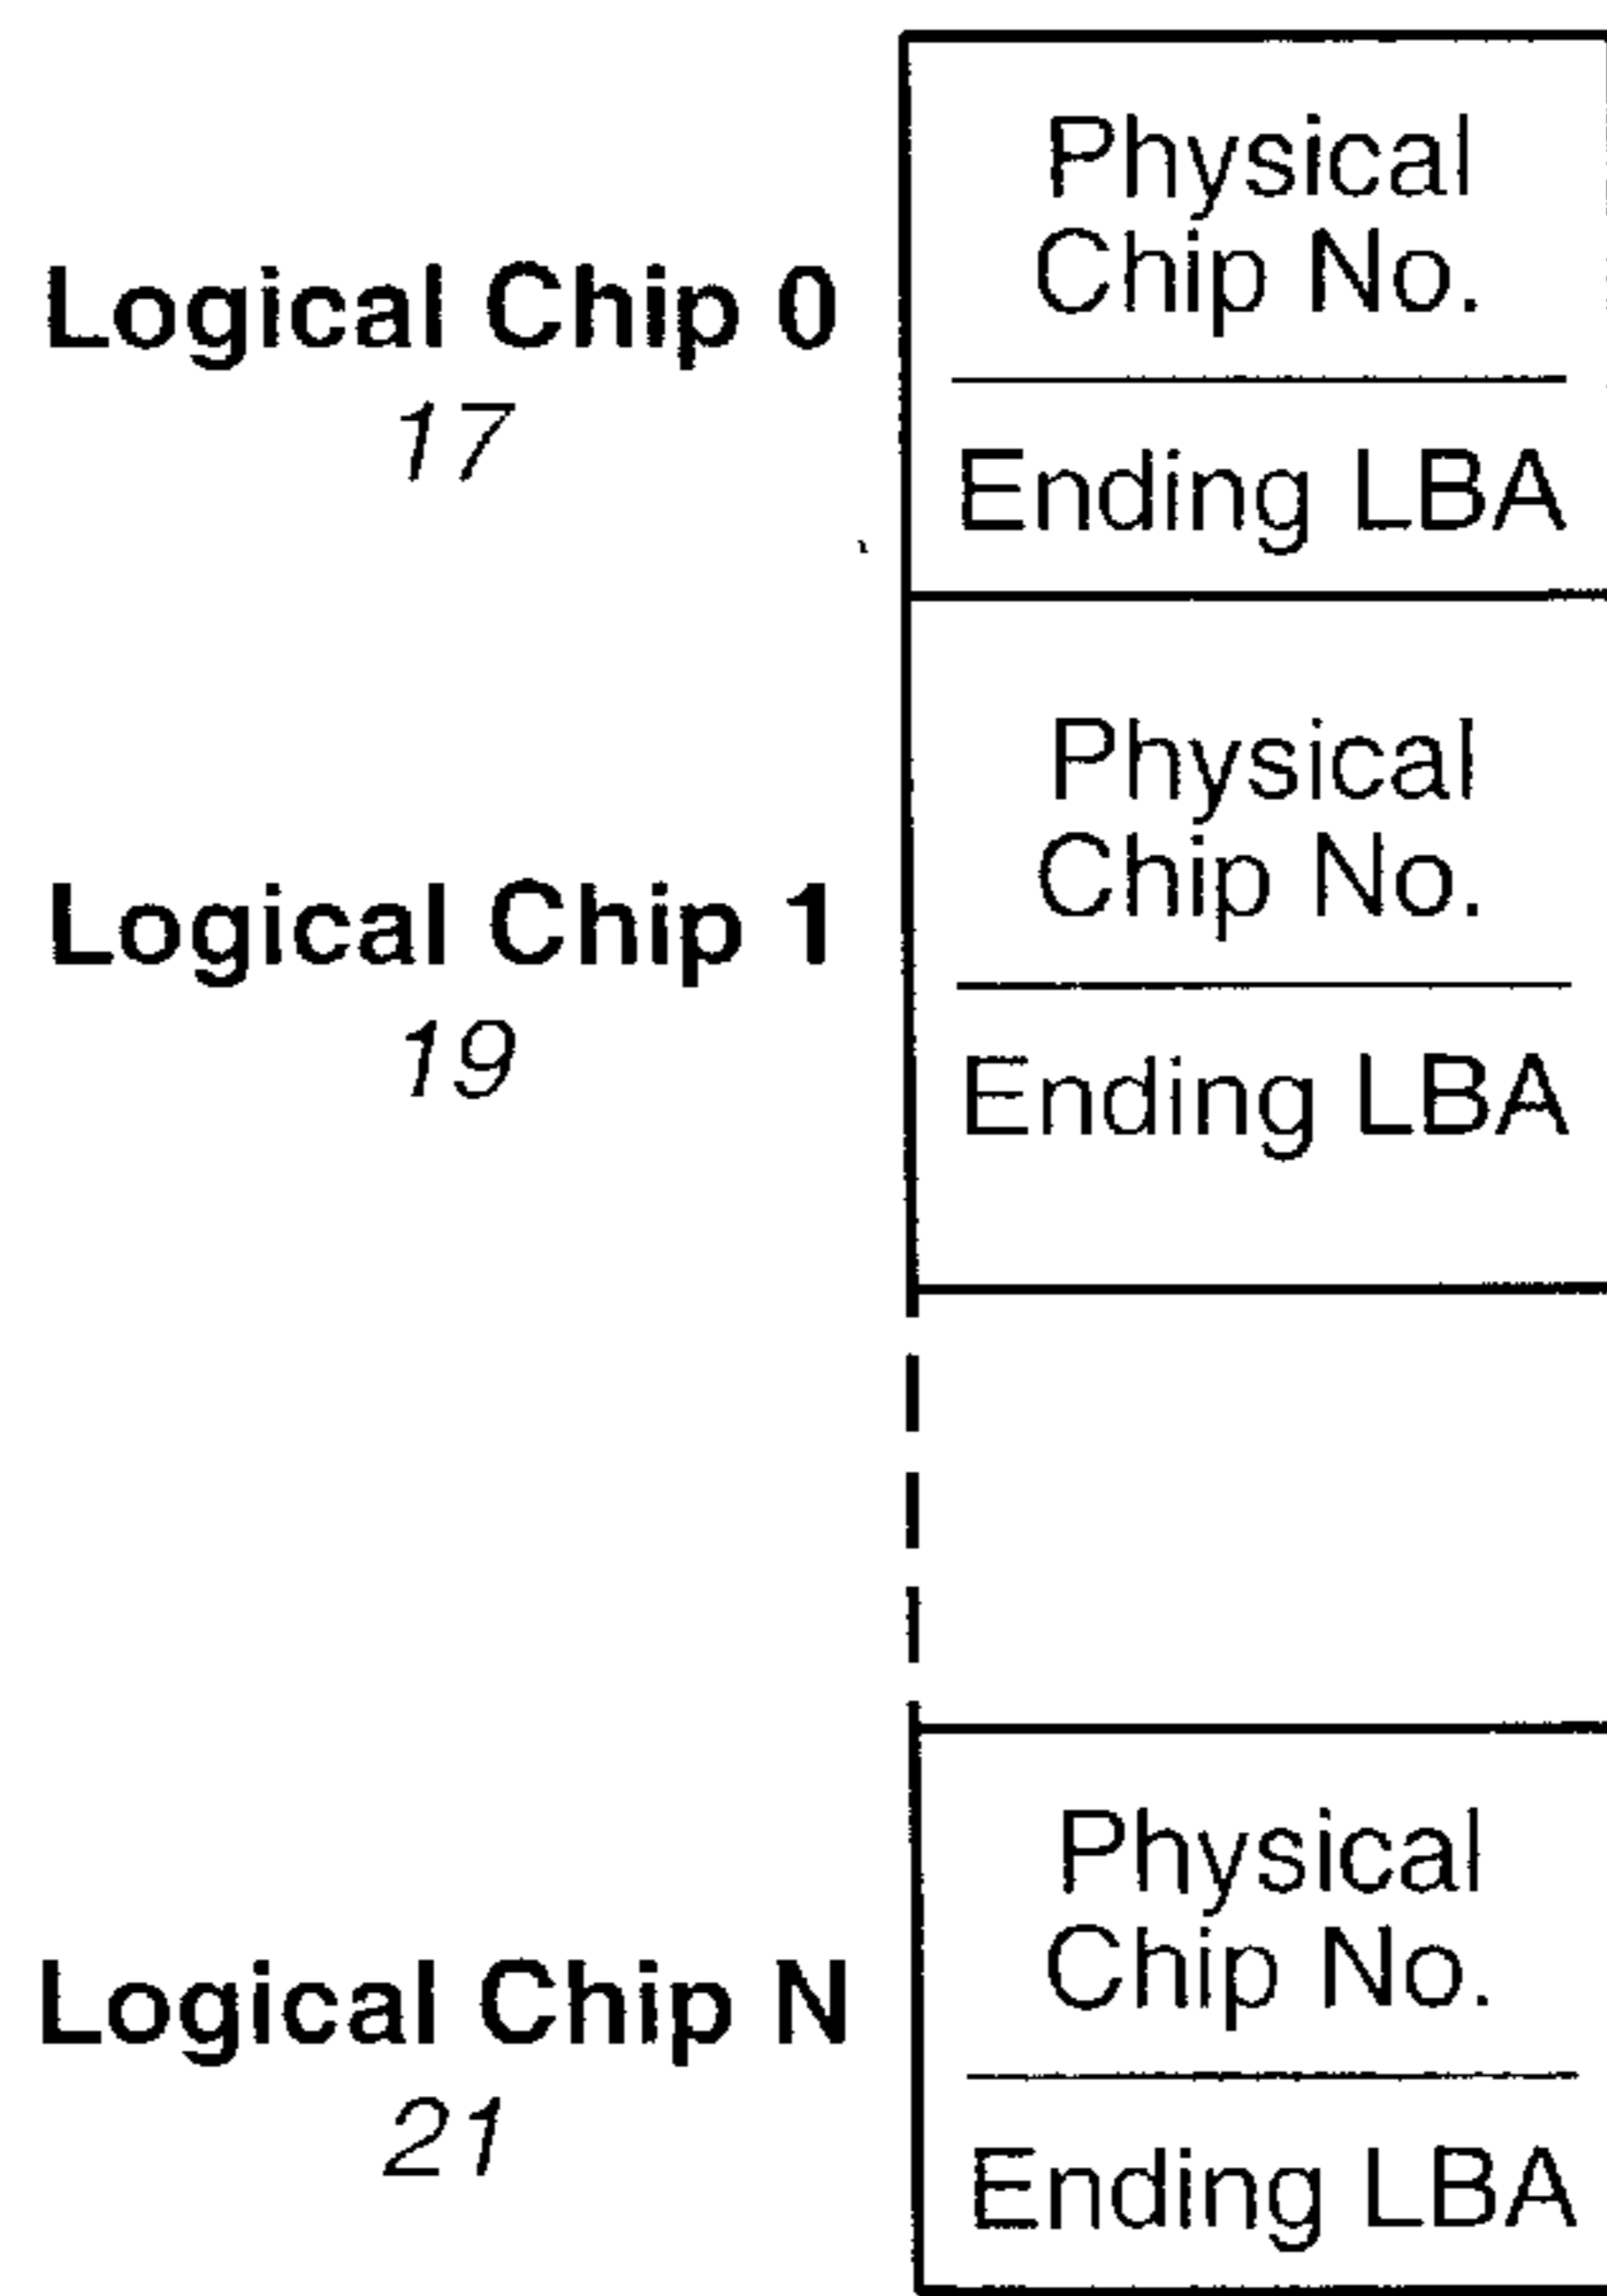 Physical
Chip No.
Logical Chip 0
17
Ending LBA
Physical
Chip No.
Logical Chip 1
19
Ending LBA
Physical
Chip No.
Logical Chip N
21
Ending LBA